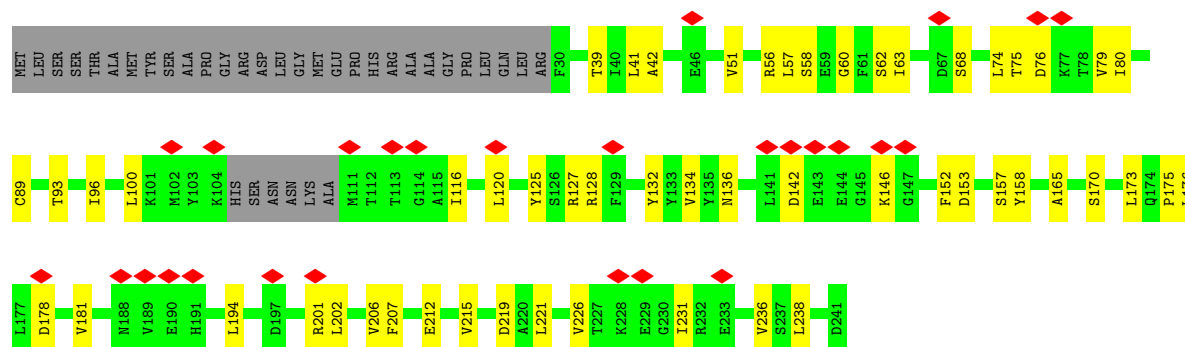 MET LEU SER SER THR ALA MET TYR SER ALA PRO GLY ARG ASP LEU GLY MET GLU PRO HIS ARG ALA ALA GLY PRO LEU GLN LEU ARG F30 T39 I40 L41 A42 E46 V51 R56 L57 S58 E59 G60 F61 S62 I63 D67 S68 L74 T75 D76 K77 T78 V79 I80
C89 T93 I96 L100 K101 M102 Y103 K104 HIS SER ASN ASN LYS ALA M111 T112 T113 G114 A115 I116 L120 Y125 S126 R127 R128 F129 Y132 Y133 V134 Y135 N136 L141 D142 E143 E144 G145 K146 G147 F152 D153 S157 Y158 A165 S170 L173 Q174 P175 L176
L177 D178 V181 N188 V189 E190 H191 L194 D197 R201 L202 V206 F207 E212 V215 D219 A220 L221 V226 T227 K228 E229 G230 I231 R232 E233 V236 S237 L238 D241